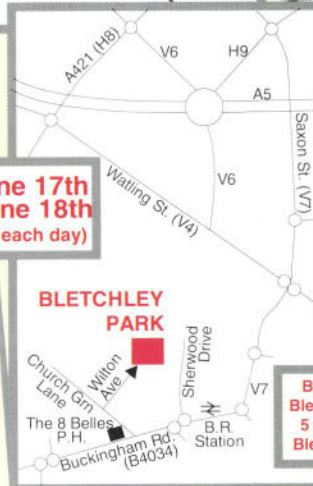 A421 (H8)
V6
H9
A5
Saxon St. (V7)
V6
Watling St. (V4)
ne 17th
ne 18th
each day)
BLETCHLEY
PARK
Sherwood
Drive
Wilton
Ave
Church Grn
Lane
The 8 Belles
P.H.
B.R.
Station
V7
Buckingham Rd.
(B4034)
B
Ble
5
Ble